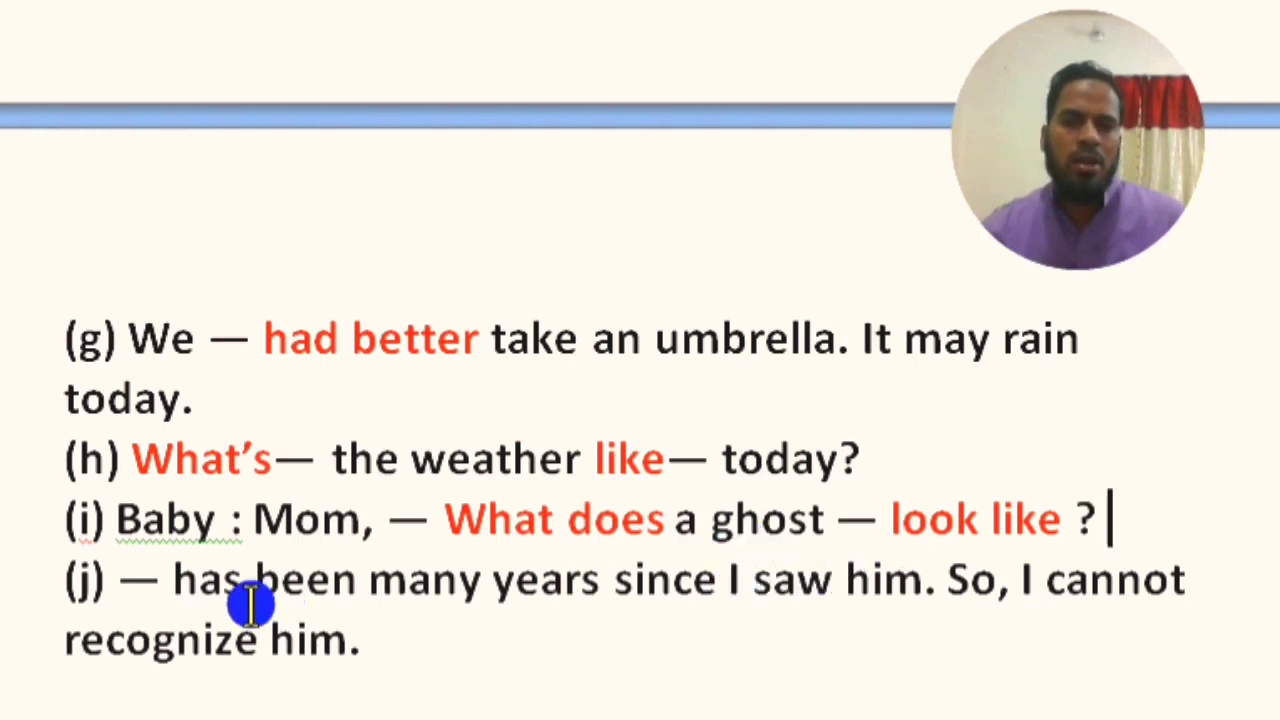 (g) We — had better take an umbrella. It may rain
today.
(h) What’s— the weather like— today?
(i) Baby : Mom, — What does a ghost — look like ?
(j) — has been many years since I saw him. So, I cannot
recognize him.